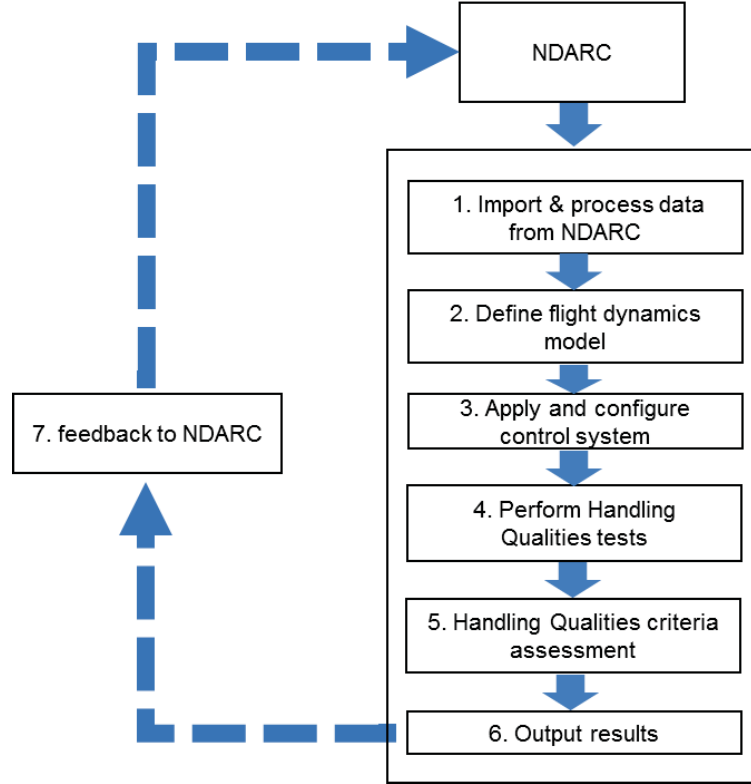 NDARC
1. Import & process data
from NDARC
2. Define flight dynamics
model
3. Apply and configure
control system
7. feedback to NDARC
4. Perform Handling
Qualities tests
5. Handling Qualities criteria
assessment
6. Output results